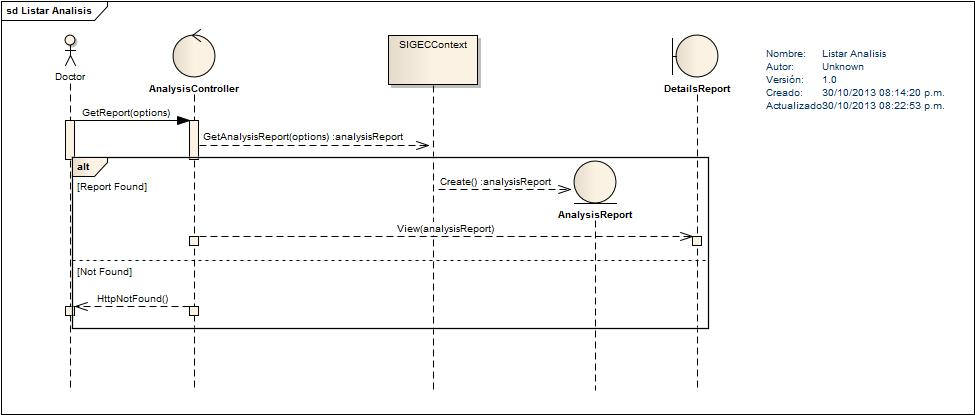 sd Listar Analisis
Doctor
AnalysisController
SIGECContext
DetailsReport
Nombre: Listar Analisis
Autor: Unknown
Versión: 1.0
Creado: 30/10/2013 08:14:20 p.m.
Actualizado30/10/2013 08:22:53 p.m.
GetReport(options)
GetAnalysisReport(options) :analysisReport
alt
[Report Found]
Create() :analysisReport
AnalysisReport
View(analysisReport)
[Not Found]
HttpNotFound()